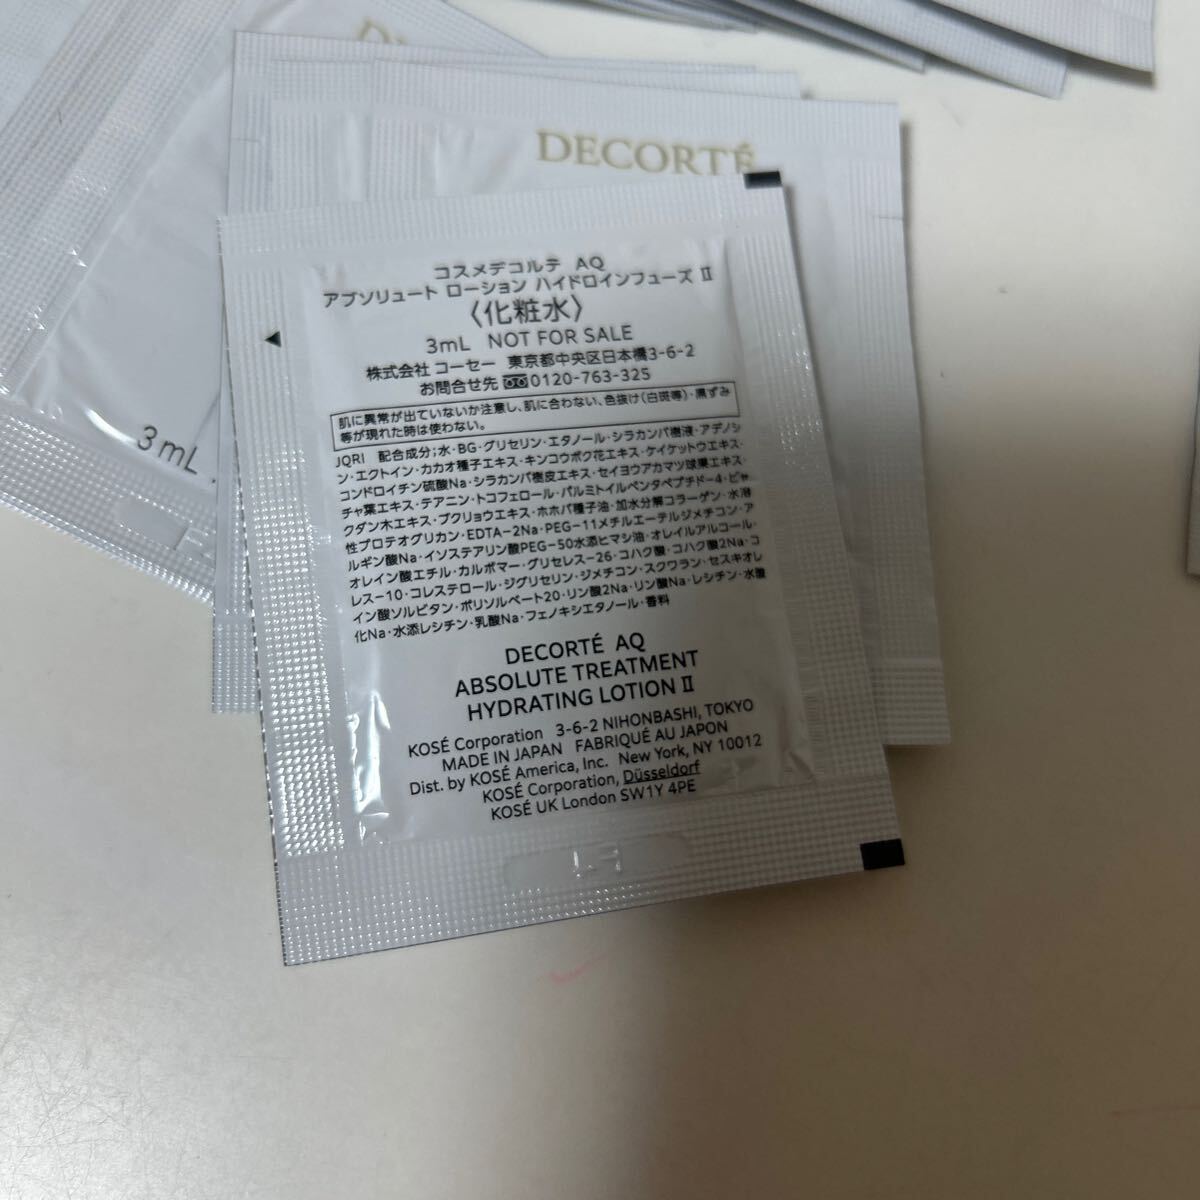 DECORTÉ
コスメデコルテ AQ
アブソリュート ローション ハイドロインフューズ II
〈化粧水〉
3mL NOT FOR SALE
株式会社 コーセー 東京都中央区日本橋3-6-2
お問合せ先 0120-763-325
肌に異常が出ていないか注意し、肌に合わない、色抜け(白斑等)・黒ずみ
等が現れた時は使わない。
JQRI 配合成分;水・BG・グリセリン・エタノール・シラカンバ樹液・アデノシ
ン・エクトイン・カカオ種子エキス・キンコウボク花エキス・ケイケットウエキス・
コンドロイチン硫酸Na・シラカンバ樹皮エキス・セイヨウアカマツ球果エキス・
チャ葉エキス・テアニン・トコフェロール・パルミトイルペンタペプチド-4・ビャ
クダン木エキス・ブクリョウエキス・ホホバ種子油・加水分解コラーゲン・水溶
性プロテオグリカン・EDTA-2Na・PEG-11メチルエーテルジメチコン・ア
ルギン酸Na・イソステアリン酸PEG-50水添ヒマシ油・オレイルアルコール・
オレイン酸エチル・カルボマー・グリセレス-26・コハク酸・コハク酸2Na・コ
レス-10・コレステロール・ジグリセリン・ジメチコン・スクワラン・セスキオレ
イン酸ソルビタン・ポリソルベート20・リン酸2Na・リン酸Na・レシチン・水酸
化Na・水添レシチン・乳酸Na・フェノキシエタノール・香料
DECORTÉ AQ
ABSOLUTE TREATMENT
HYDRATING LOTION II
KOSÉ Corporation 3-6-2 NIHONBASHI, TOKYO
MADE IN JAPAN FABRIQUÉ AU JAPON
Dist. by KOSÉ America, Inc. New York, NY 10012
KOSÉ Corporation, Düsseldorf
KOSÉ UK London SW1Y 4PE
3mL